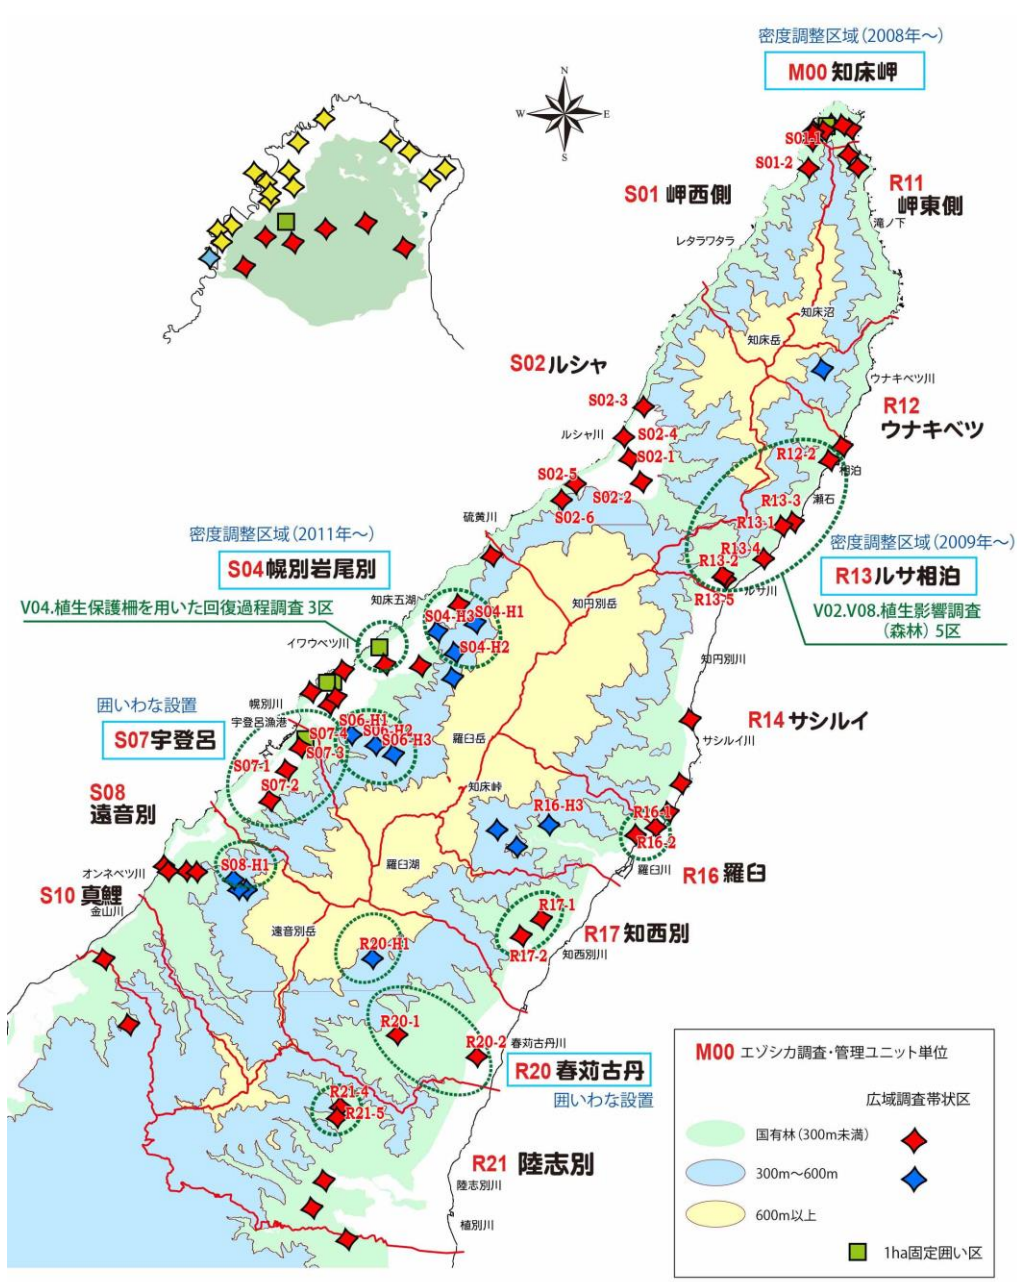 密度調整区域（2008年～）
M00 知床岬
N
W
E
S
S01-1
S01-2
R11
岬東側
S01 岬西側
滝ノ下
レタラワタラ
知床沼
知床岳
S02 ルシャ
ウナキベツ川
R12
ウナキベツ
S02-3
ルシャ川
S02-4
S02-1
R12-2
相泊
S02-5
S02-2
S02-6
瀬石
R13-3
R13-1
硫黄川
密度調整区域（2011年～）
S04 幌別岩尾別
密度調整区域（2009年～）
R13 ルサ相泊
R13-4
R13-2
R13-5
ルサ川
V04.植生保護柵を用いた回復過程調査 3区
知床五湖
S04-H1
S04-H3
S04-H2
知円別岳
V02.V08.植生影響調査
（森林） 5区
イワウベツ川
知円別川
囲いわな設置
S07 宇登呂
幌別川
宇登呂漁港
S06-H1
S06-H2
S06-H3
S07-4
S07-3
S07-1
S07-2
羅臼岳
R14 サシルイ
サシルイ川
知床峠
S08
遠音別
R16-H3
R16-1
R16-2
羅臼川
R16 羅臼
羅臼湖
S08-H1
オンネベツ川
S10 真鯉
金山川
R17-1
R17-2
R17 知西別
知西別川
遠音別岳
R20-H1
R20-1
R20-2
春苅古丹川
R20 春苅古丹
囲いわな設置
R21-4
R21-5
R21 陸志別
陸志別川
植別川
M00 エゾシカ調査・管理ユニット単位
広域調査帯状区
国有林（300m未満）
300m～600m
600m以上
1ha固定囲い区